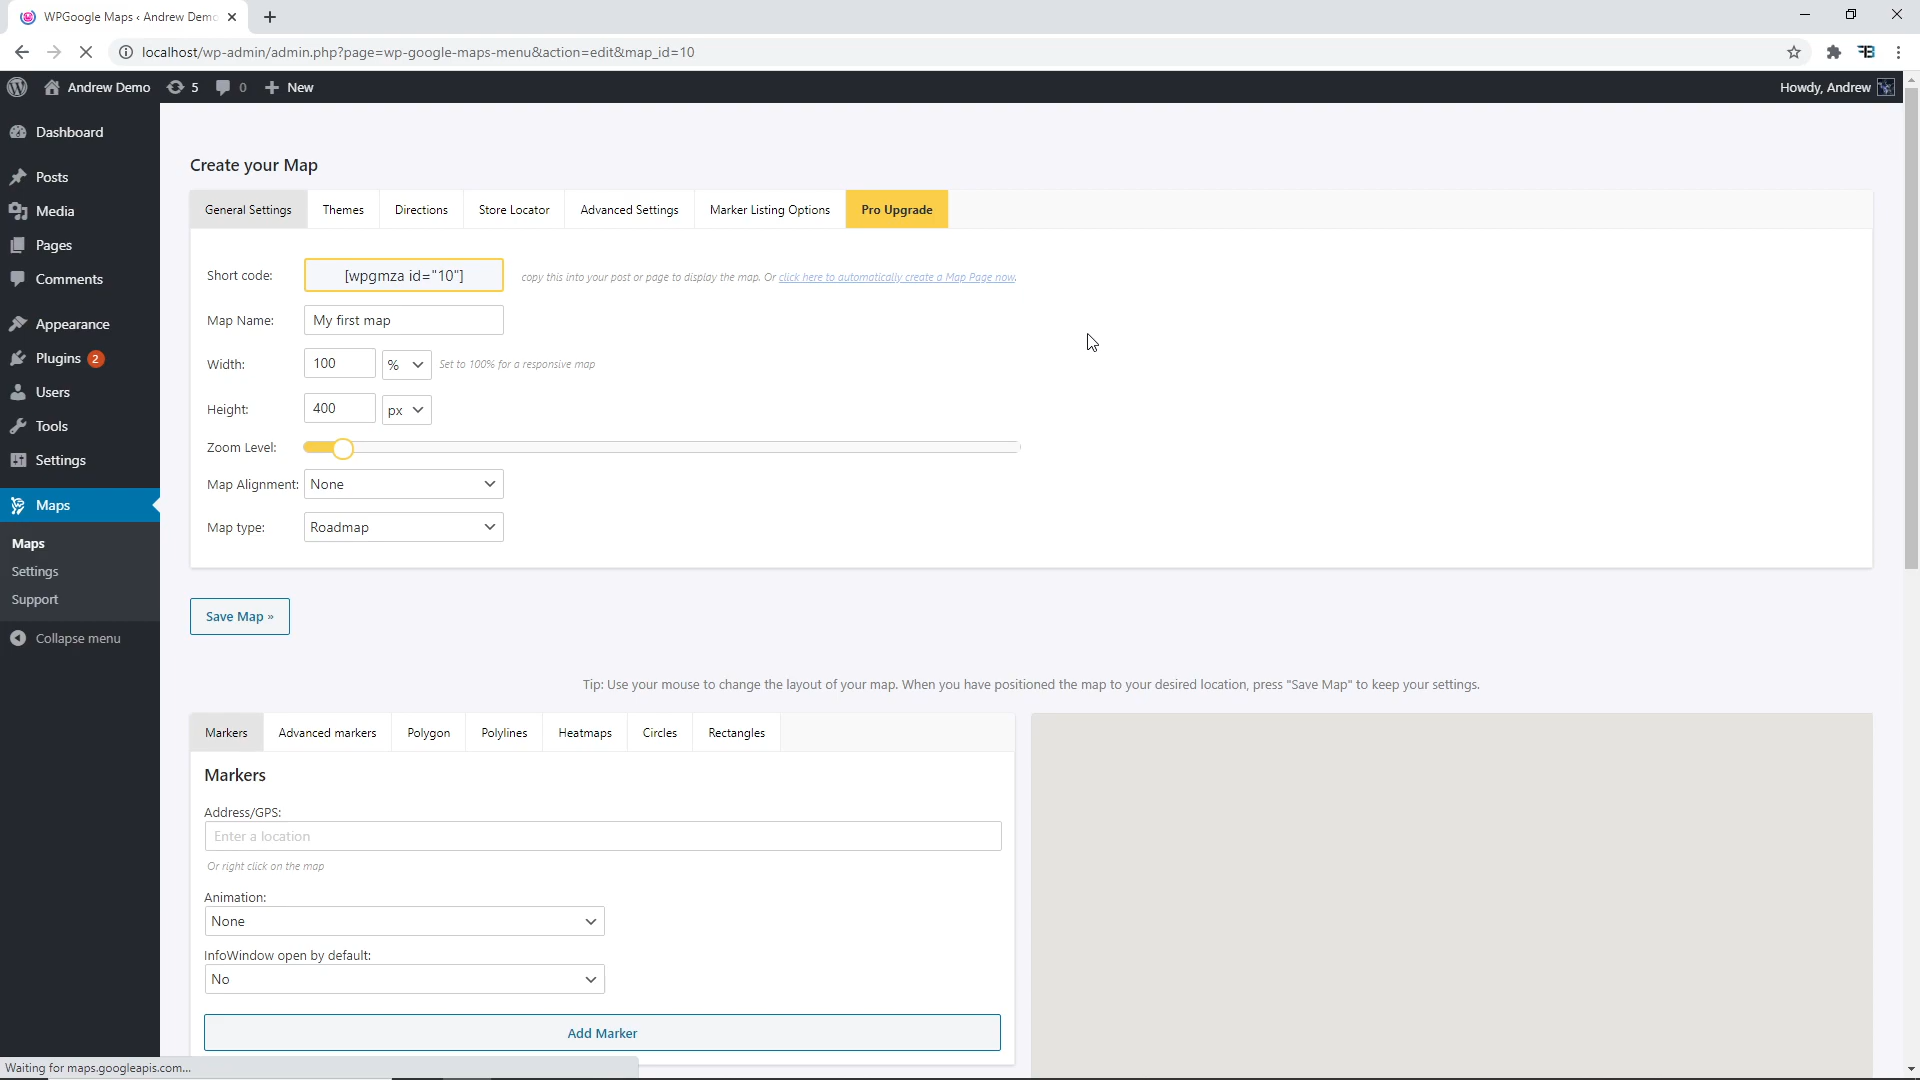 WPGoogle Maps ‹ Andrew Demo
localhost/wp-admin/admin.php?page=wp-google-maps-menu&action=edit&map_id=10
Andrew Demo 5 0 New
Howdy, Andrew
Dashboard
Posts
Media
Pages
Comments
Appearance
Plugins 2
Users
Tools
Settings
Maps
Maps
Settings
Support
Collapse menu
Create your Map
General Settings Themes Directions Store Locator Advanced Settings Marker Listing Options Pro Upgrade
Short code: [wpgmza id="10"] copy this into your post or page to display the map. Or click here to automatically create a Map Page now.
Map Name: My first map
Width: 100 % Set to 100% for a responsive map
Height: 400 px
Zoom Level:
Map Alignment: None
Map type: Roadmap
Save Map »
Tip: Use your mouse to change the layout of your map. When you have positioned the map to your desired location, press "Save Map" to keep your settings.
Markers Advanced markers Polygon Polylines Heatmaps Circles Rectangles
Markers
Address/GPS:
Enter a location
Or right click on the map
Animation:
None
InfoWindow open by default:
No
Add Marker
Waiting for maps.googleapis.com...